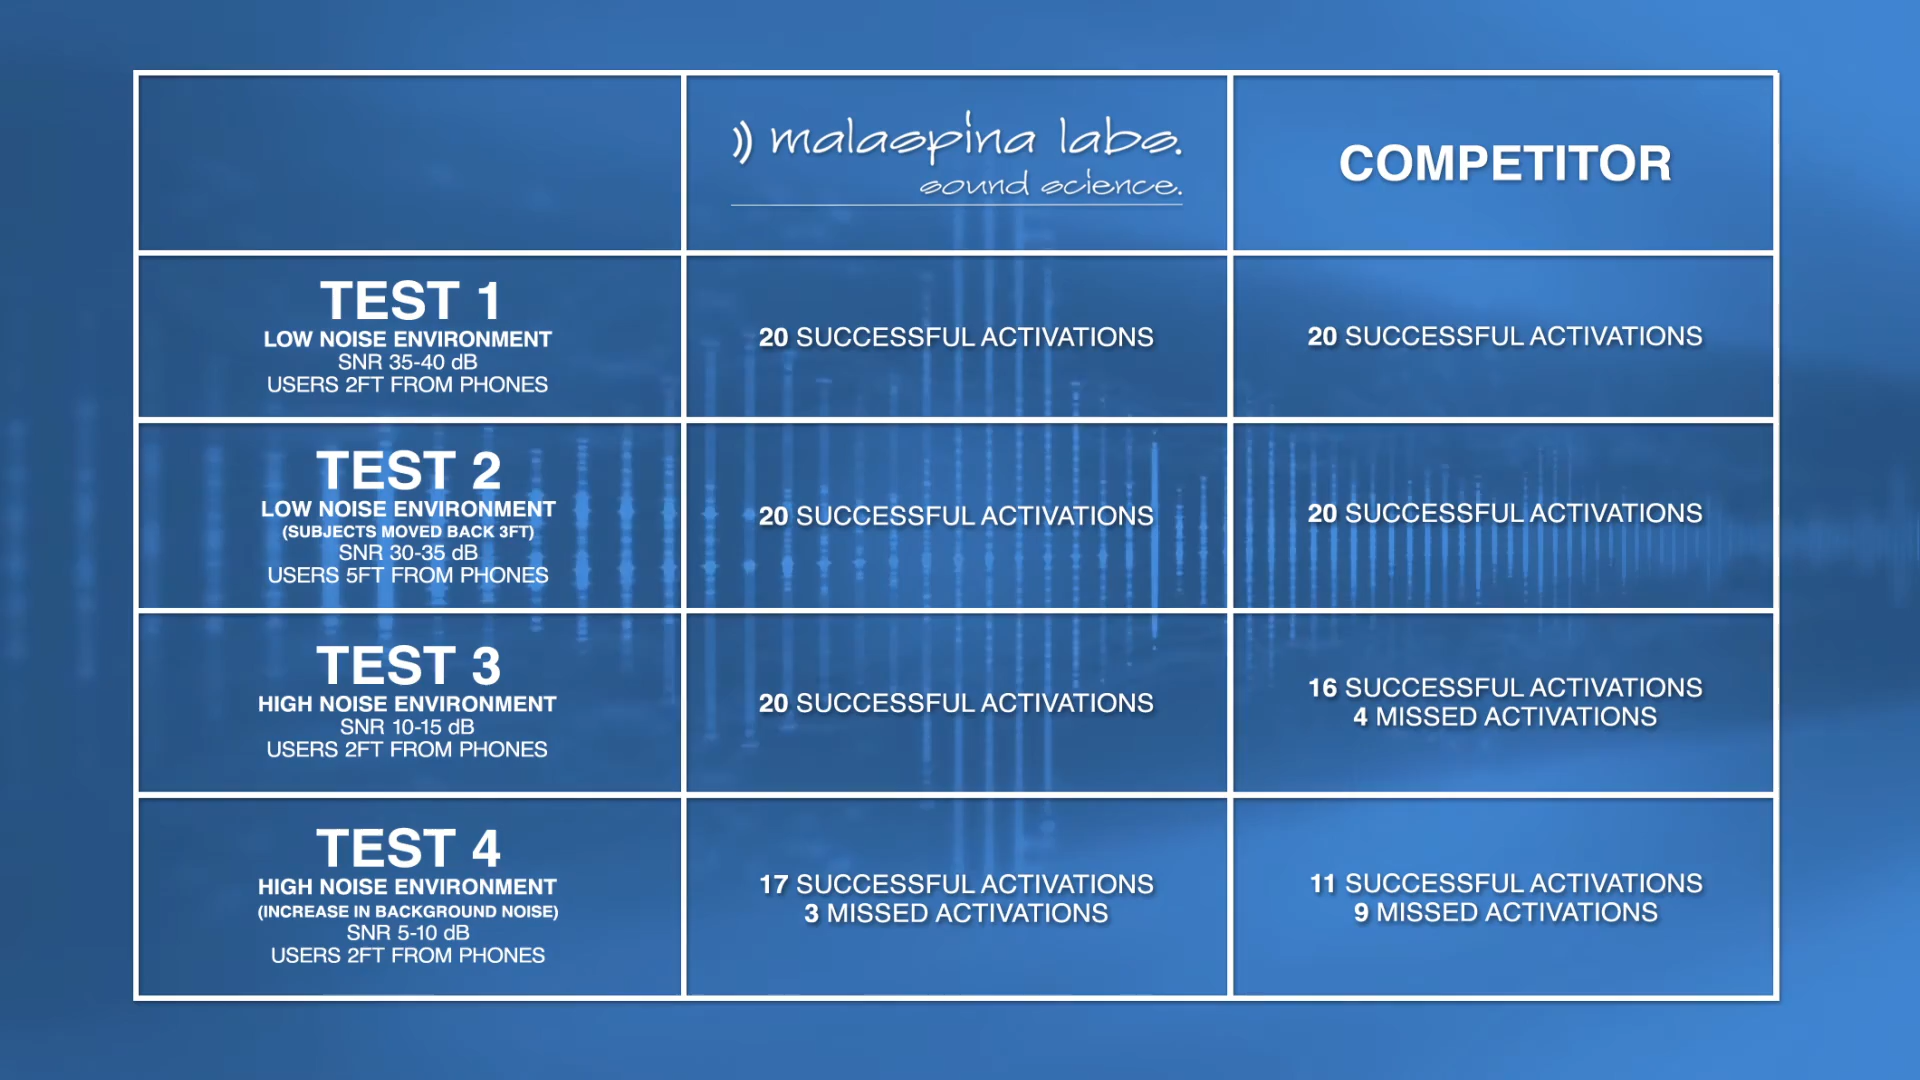 )) malaspina labs.
sound science.
COMPETITOR
TEST 1
LOW NOISE ENVIRONMENT
SNR 35-40 dB
USERS 2FT FROM PHONES
20 SUCCESSFUL ACTIVATIONS
20 SUCCESSFUL ACTIVATIONS
TEST 2
LOW NOISE ENVIRONMENT
(SUBJECTS MOVED BACK 3FT)
SNR 30-35 dB
USERS 5FT FROM PHONES
20 SUCCESSFUL ACTIVATIONS
20 SUCCESSFUL ACTIVATIONS
TEST 3
HIGH NOISE ENVIRONMENT
SNR 10-15 dB
USERS 2FT FROM PHONES
20 SUCCESSFUL ACTIVATIONS
16 SUCCESSFUL ACTIVATIONS
4 MISSED ACTIVATIONS
TEST 4
HIGH NOISE ENVIRONMENT
(INCREASE IN BACKGROUND NOISE)
SNR 5-10 dB
USERS 2FT FROM PHONES
17 SUCCESSFUL ACTIVATIONS
3 MISSED ACTIVATIONS
11 SUCCESSFUL ACTIVATIONS
9 MISSED ACTIVATIONS